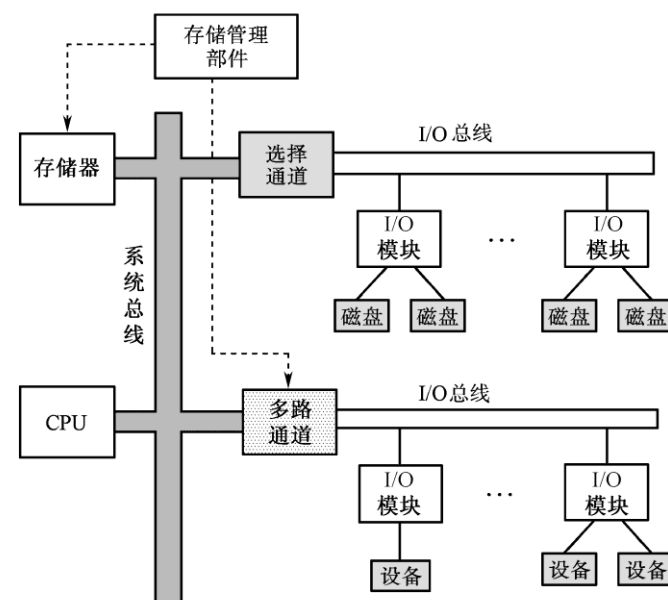 存储管理
部件
I/O 总线
存储器
选择
通道
I/O
模块
…
I/O
模块
系统总线
磁盘
磁盘
磁盘
磁盘
I/O总线
CPU
多路
通道
I/O
模块
…
I/O
模块
设备
设备
设备